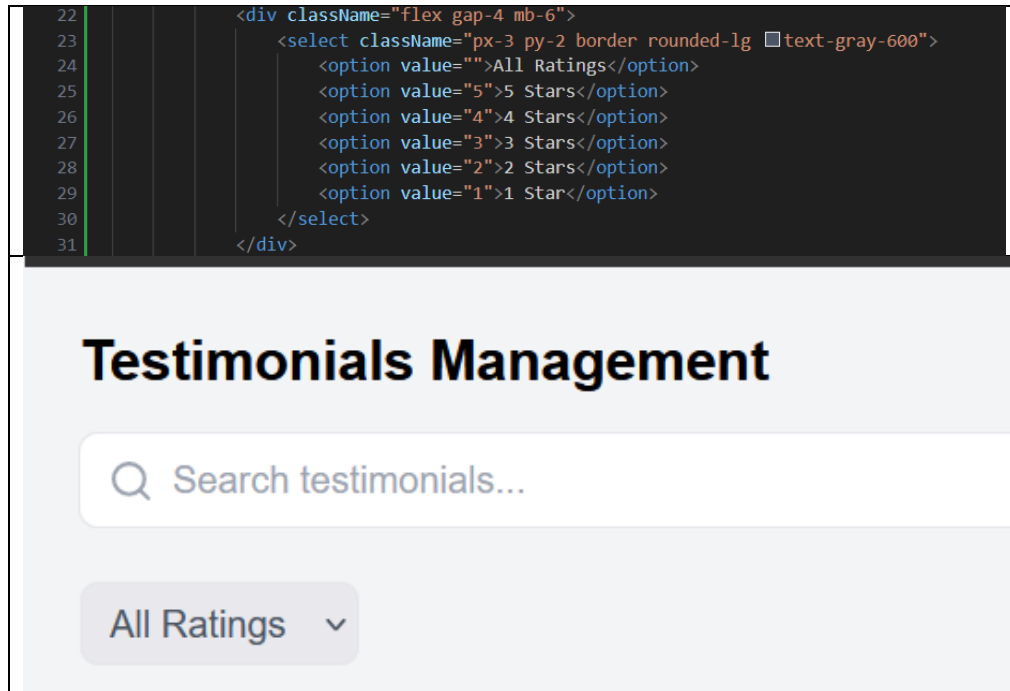 22 <div className="flex gap-4 mb-6">
23 <select className="px-3 py-2 border rounded-lg text-gray-600">
24 <option value="">All Ratings</option>
25 <option value="5">5 Stars</option>
26 <option value="4">4 Stars</option>
27 <option value="3">3 Stars</option>
28 <option value="2">2 Stars</option>
29 <option value="1">1 Star</option>
30 </select>
31 </div>
Testimonials Management
Search testimonials...
All Ratings